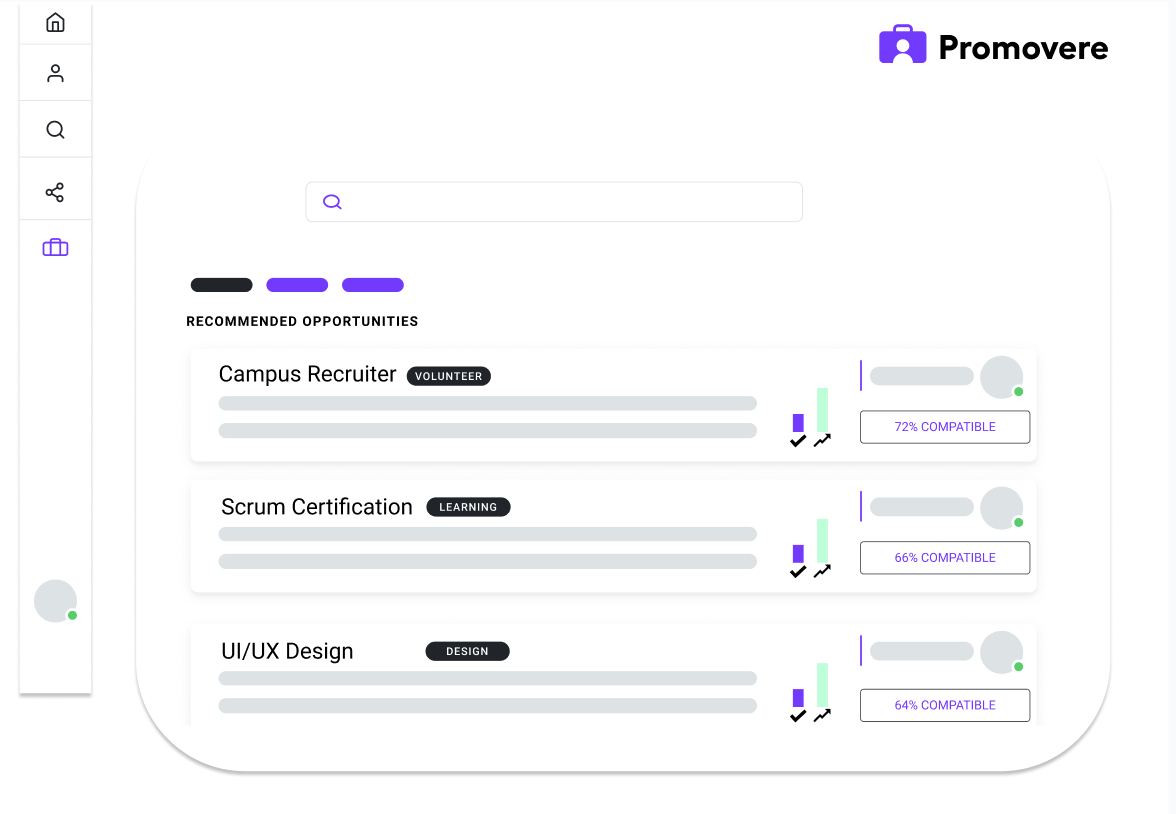 Promovere
RECOMMENDED OPPORTUNITIES
Campus Recruiter VOLUNTEER
72% COMPATIBLE
Scrum Certification LEARNING
66% COMPATIBLE
UI/UX Design DESIGN
64% COMPATIBLE